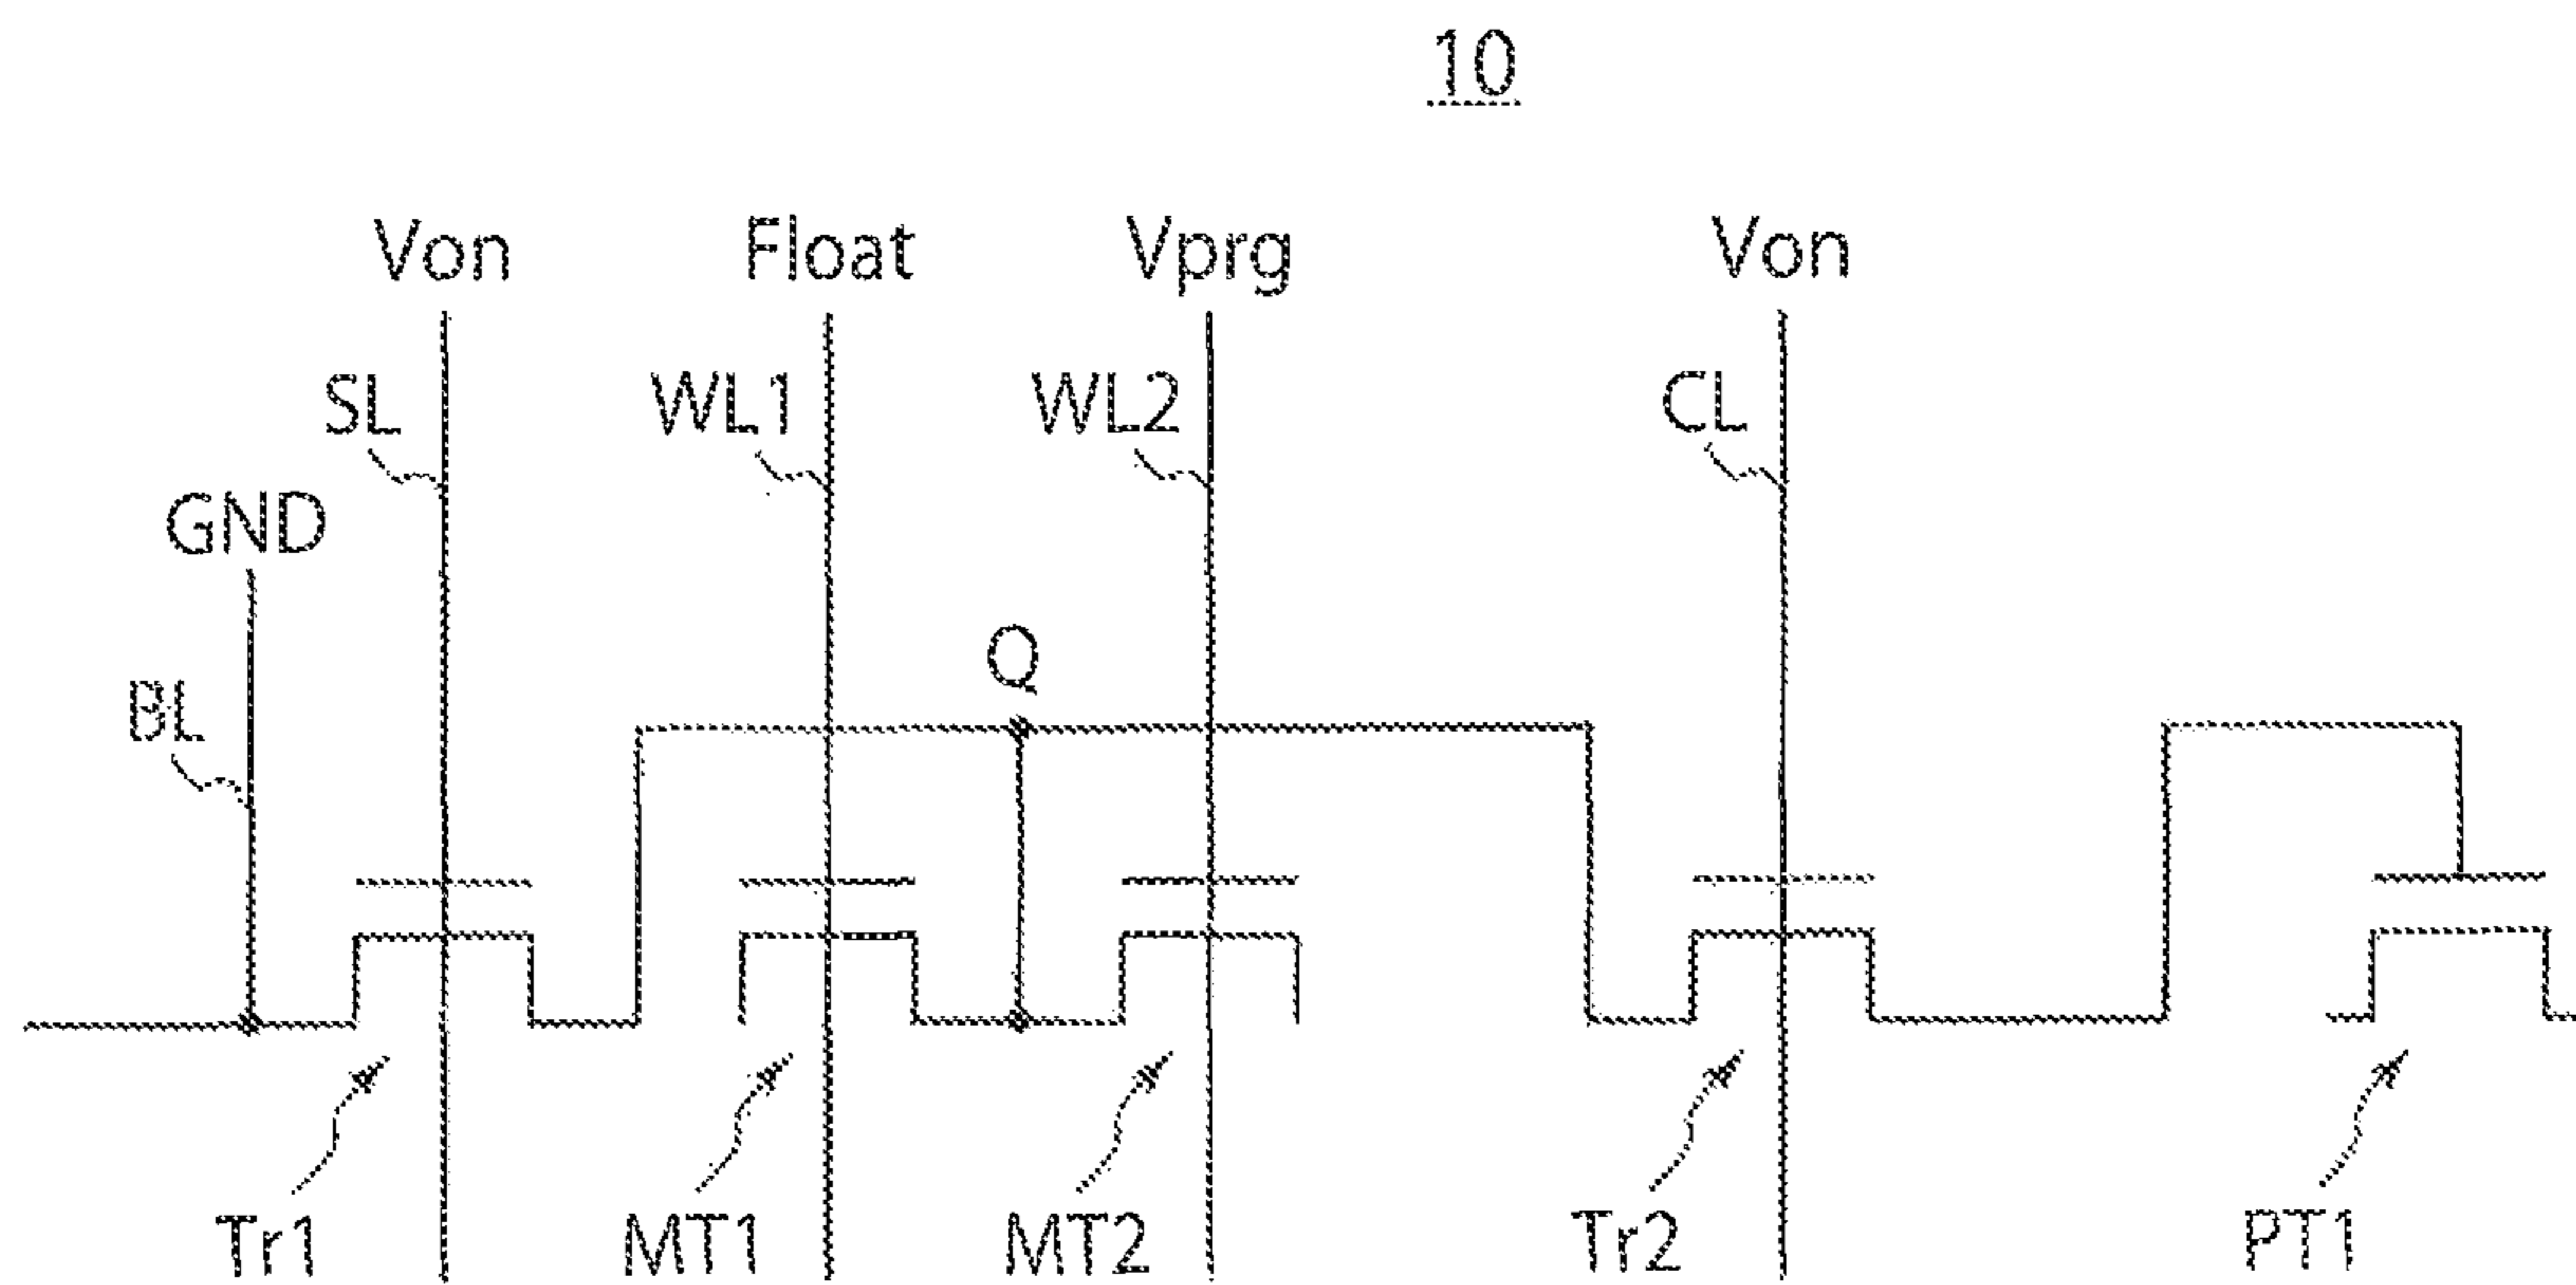 10
Von Float Vprg Von
SL WL1 WL2 CL
GND
Q
BL
Tr1 MT1 MT2 Tr2 PT1